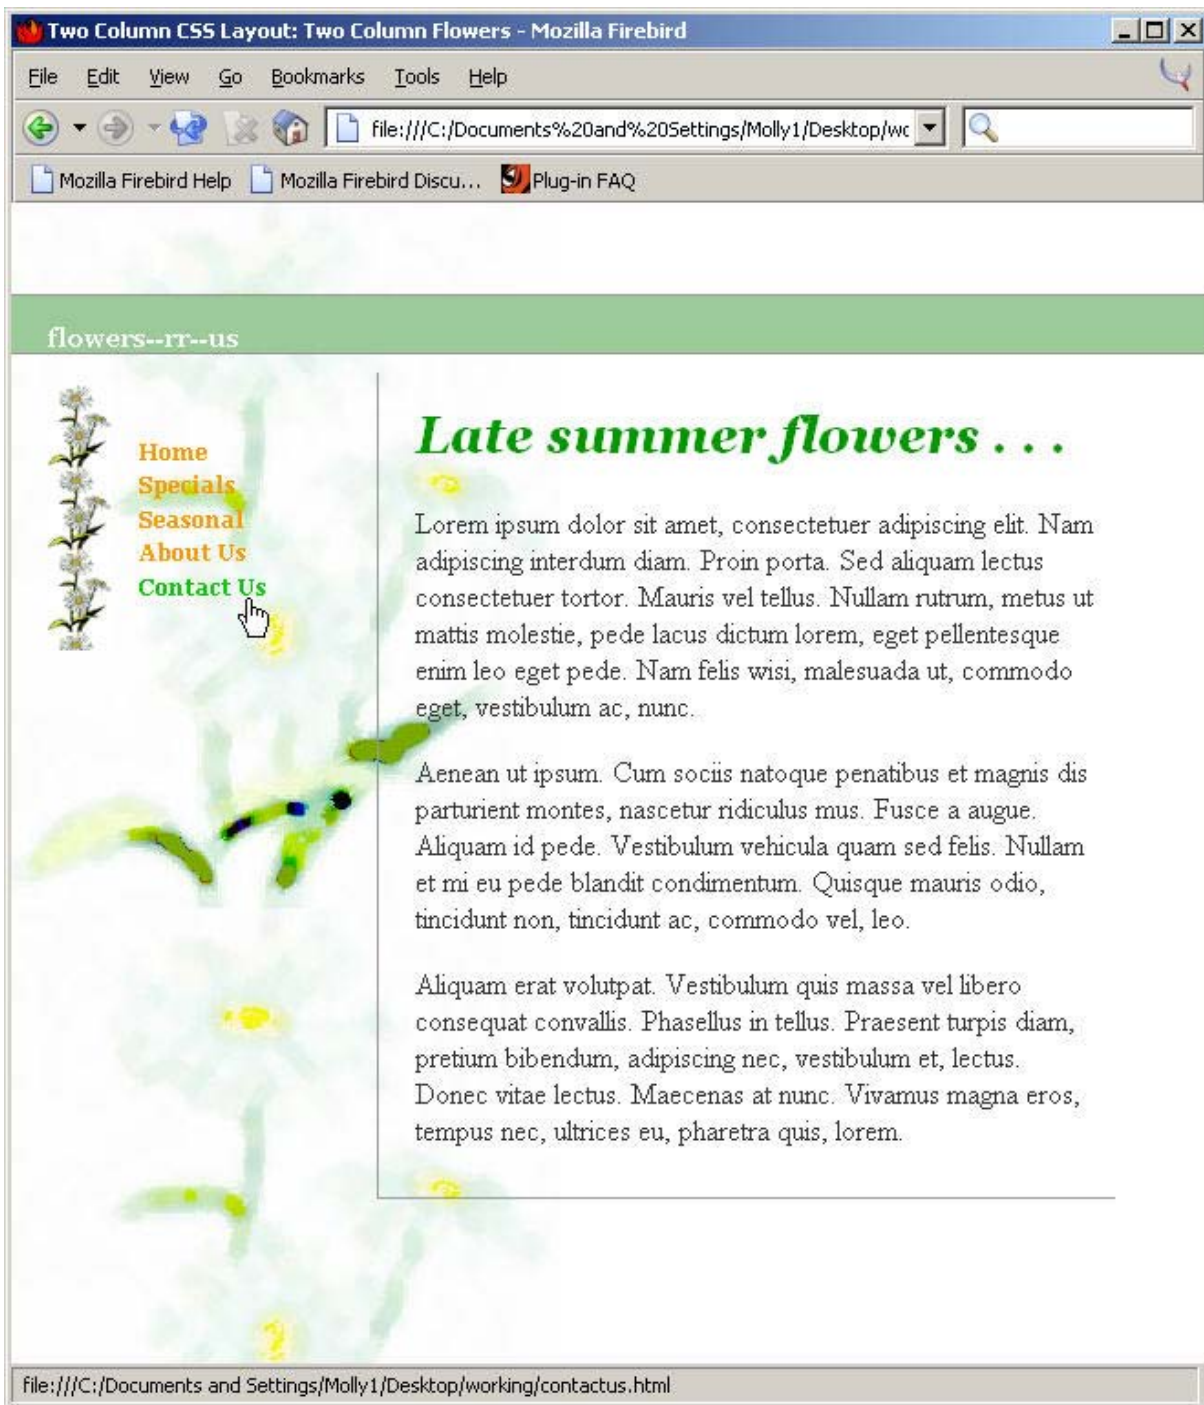 Two Column CSS Layout: Two Column Flowers - Mozilla Firebird
File Edit View Go Bookmarks Tools Help
file:///C:/Documents%20and%20Settings/Molly1/Desktop/wc
Mozilla Firebird Help Mozilla Firebird Discu... Plug-in FAQ
flowers--rr--us
Home
Specials
Seasonal
About Us
Contact Us
Late summer flowers . . .
Lorem ipsum dolor sit amet, consectetuer adipiscing elit. Nam
adipiscing interdum diam. Proin porta. Sed aliquam lectus
consectetuer tortor. Mauris vel tellus. Nullam rutrum, metus ut
mattis molestie, pede lacus dictum lorem, eget pellentesque
enim leo eget pede. Nam felis wisi, malesuada ut, commodo
eget, vestibulum ac, nunc.
Aenean ut ipsum. Cum sociis natoque penatibus et magnis dis
parturient montes, nascetur ridiculus mus. Fusce a augue.
Aliquam id pede. Vestibulum vehicula quam sed felis. Nullam
et mi eu pede blandit condimentum. Quisque mauris odio,
tincidunt non, tincidunt ac, commodo vel, leo.
Aliquam erat volutpat. Vestibulum quis massa vel libero
consequat convallis. Phasellus in tellus. Praesent turpis diam,
pretium bibendum, adipiscing nec, vestibulum et, lectus.
Donec vitae lectus. Maecenas at nunc. Vivamus magna eros,
tempus nec, ultrices eu, pharetra quis, lorem.
file:///C:/Documents and Settings/Molly1/Desktop/working/contactus.html